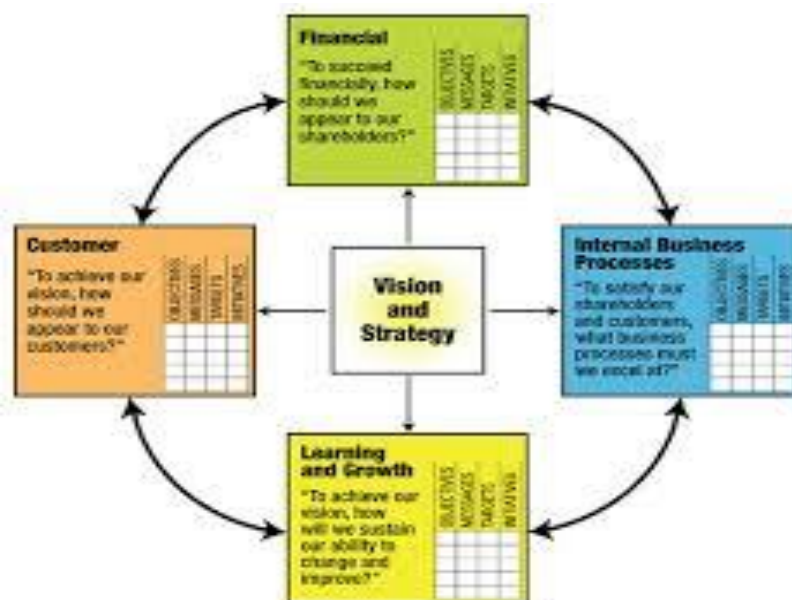 Financial
"To succeed
financially, how
should we
appear to our
shareholders?"
OBJECTIVES
MEASURES
TARGETS
INITIATIVES
Customer
"To achieve our
vision, how
should we
appear to our
customers?"
OBJECTIVES
MEASURES
TARGETS
INITIATIVES
Vision
and
Strategy
Internal Business
Processes
"To satisfy our
shareholders
and customers,
what business
processes must
we excel at?"
OBJECTIVES
MEASURES
TARGETS
INITIATIVES
Learning
and Growth
"To achieve our
vision, how
will we sustain
our ability to
change and
improve?"
OBJECTIVES
MEASURES
TARGETS
INITIATIVES